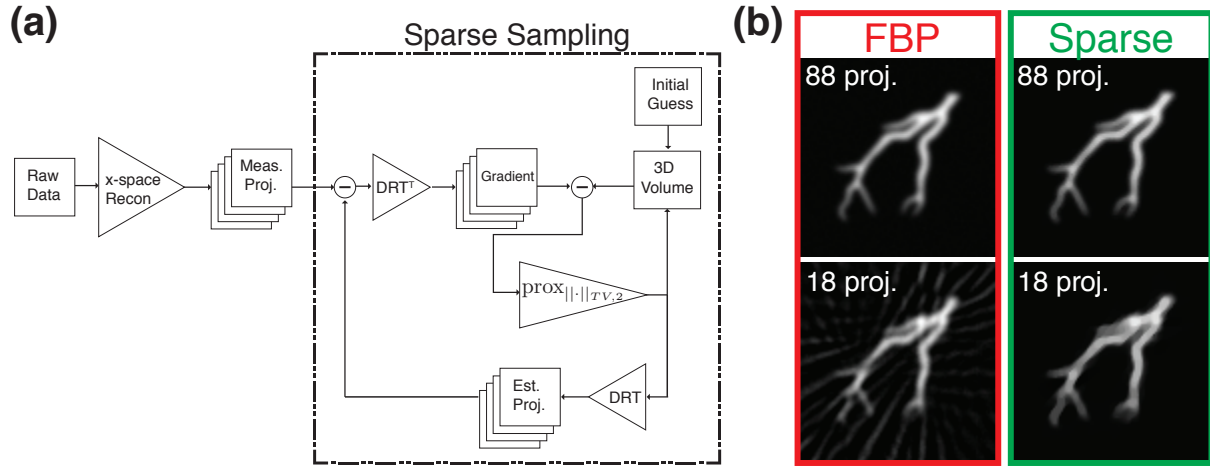 (a)
Sparse Sampling
Raw
Data
x-space
Recon
Meas.
Proj.
−
DRTᵀ
Gradient
−
Initial
Guess
3D
Volume
prox||·||TV,2
Est.
Proj.
DRT
(b)
FBP
Sparse
88 proj.
88 proj.
18 proj.
18 proj.